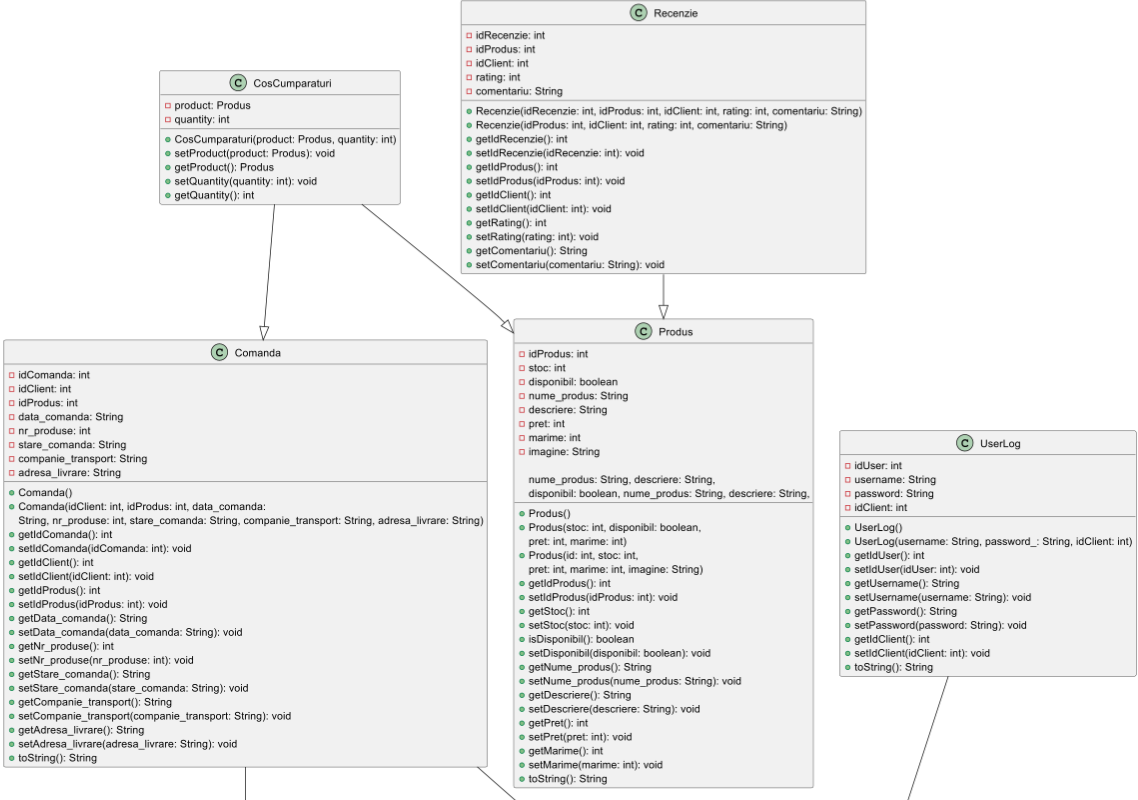 C Recenzie
idRecenzie: int
idProdus: int
idClient: int
rating: int
comentariu: String
Recenzie(idRecenzie: int, idProdus: int, idClient: int, rating: int, comentariu: String)
Recenzie(idProdus: int, idClient: int, rating: int, comentariu: String)
getIdRecenzie(): int
setIdRecenzie(idRecenzie: int): void
getIdProdus(): int
setIdProdus(idProdus: int): void
getIdClient(): int
setIdClient(idClient: int): void
getRating(): int
setRating(rating: int): void
getComentariu(): String
setComentariu(comentariu: String): void
C CosCumparaturi
product: Produs
quantity: int
CosCumparaturi(product: Produs, quantity: int)
setProduct(product: Produs): void
getProduct(): Produs
setQuantity(quantity: int): void
getQuantity(): int
C Comanda
idComanda: int
idClient: int
idProdus: int
data_comanda: String
nr_produse: int
stare_comanda: String
companie_transport: String
adresa_livrare: String
Comanda()
Comanda(idClient: int, idProdus: int, data_comanda:
String, nr_produse: int, stare_comanda: String, companie_transport: String, adresa_livrare: String)
getIdComanda(): int
setIdComanda(idComanda: int): void
getIdClient(): int
setIdClient(idClient: int): void
getIdProdus(): int
setIdProdus(idProdus: int): void
getData_comanda(): String
setData_comanda(data_comanda: String): void
getNr_produse(): int
setNr_produse(nr_produse: int): void
getStare_comanda(): String
setStare_comanda(stare_comanda: String): void
getCompanie_transport(): String
setCompanie_transport(companie_transport: String): void
getAdresa_livrare(): String
setAdresa_livrare(adresa_livrare: String): void
toString(): String
C Produs
idProdus: int
stoc: int
disponibil: boolean
nume_produs: String
descriere: String
pret: int
marime: int
imagine: String
nume_produs: String, descriere: String,
disponibil: boolean, nume_produs: String, descriere: String,
Produs()
Produs(stoc: int, disponibil: boolean,
pret: int, marime: int)
Produs(id: int, stoc: int,
pret: int, marime: int, imagine: String)
getIdProdus(): int
setIdProdus(idProdus: int): void
getStoc(): int
setStoc(stoc: int): void
isDisponibil(): boolean
setDisponibil(disponibil: boolean): void
getNume_produs(): String
setNume_produs(nume_produs: String): void
getDescriere(): String
setDescriere(descriere: String): void
getPret(): int
setPret(pret: int): void
getMarime(): int
setMarime(marime: int): void
toString(): String
C UserLog
idUser: int
username: String
password: String
idClient: int
UserLog()
UserLog(username: String, password_: String, idClient: int)
getIdUser(): int
setIdUser(idUser: int): void
getUsername(): String
setUsername(username: String): void
getPassword(): String
setPassword(password: String): void
getIdClient(): int
setIdClient(idClient: int): void
toString(): String